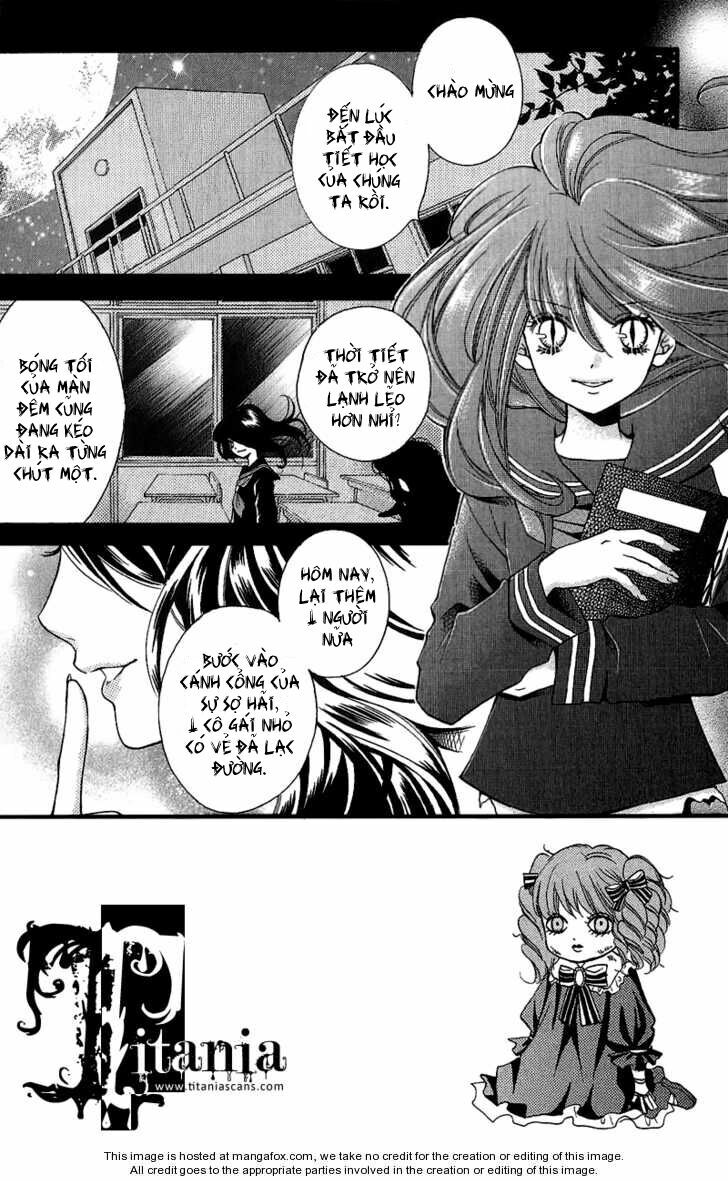 CHÀO MỪNG
ĐẾN LÚC
BẮT ĐẦU
TIẾT HỌC
CỦA CHÚNG
TA RỒI.
THỜI TIẾT
ĐÃ TRỞ NÊN
LẠNH LẼO
HƠN NHỈ?
BÓNG TỐI
CỦA MÀN
ĐÊM CŨNG
ĐANG KÉO
DÀI RA TỪNG
CHÚT MỘT.
HÔM NAY,
LẠI THÊM
1 NGƯỜI
NỮA
BƯỚC VÀO
CÁNH CỔNG CỦA
SỰ SỢ HÃI,
1 CÔ GÁI NHỎ
CÓ VẺ ĐÃ LẠC
ĐƯỜNG.
Titania
www.titaniascans.com
This image is hosted at mangafox.com, we take no credit for the creation or editing of this image.
All credit goes to the appropriate parties involved in the creation or editing of this image.